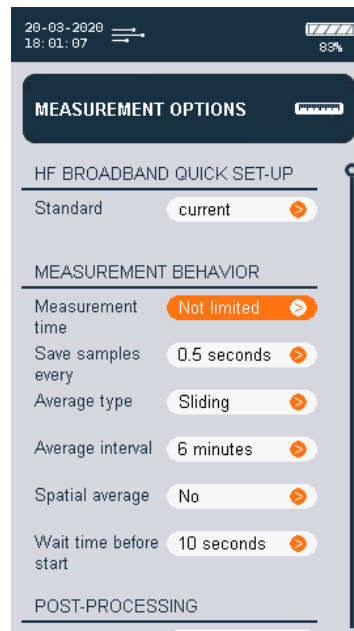 20-03-2020
18:01:07
83%
MEASUREMENT OPTIONS
HF BROADBAND QUICK SET-UP
Standard current
MEASUREMENT BEHAVIOR
Measurement time Not limited
Save samples every 0.5 seconds
Average type Sliding
Average interval 6 minutes
Spatial average No
Wait time before start 10 seconds
POST-PROCESSING